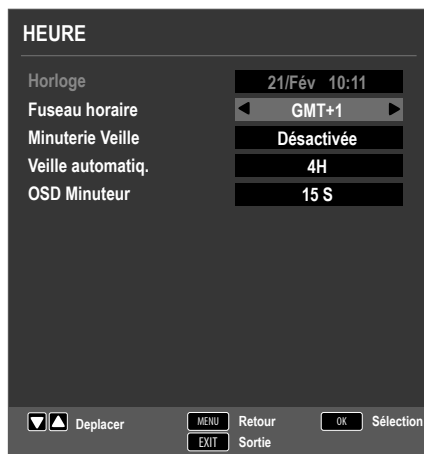 HEURE
Horloge 21/Fév 10:11
Fuseau horaire GMT+1
Minuterie Veille Désactivée
Veille automatiq. 4H
OSD Minuteur 15 S
Deplacer MENU Retour OK Sélection
EXIT Sortie